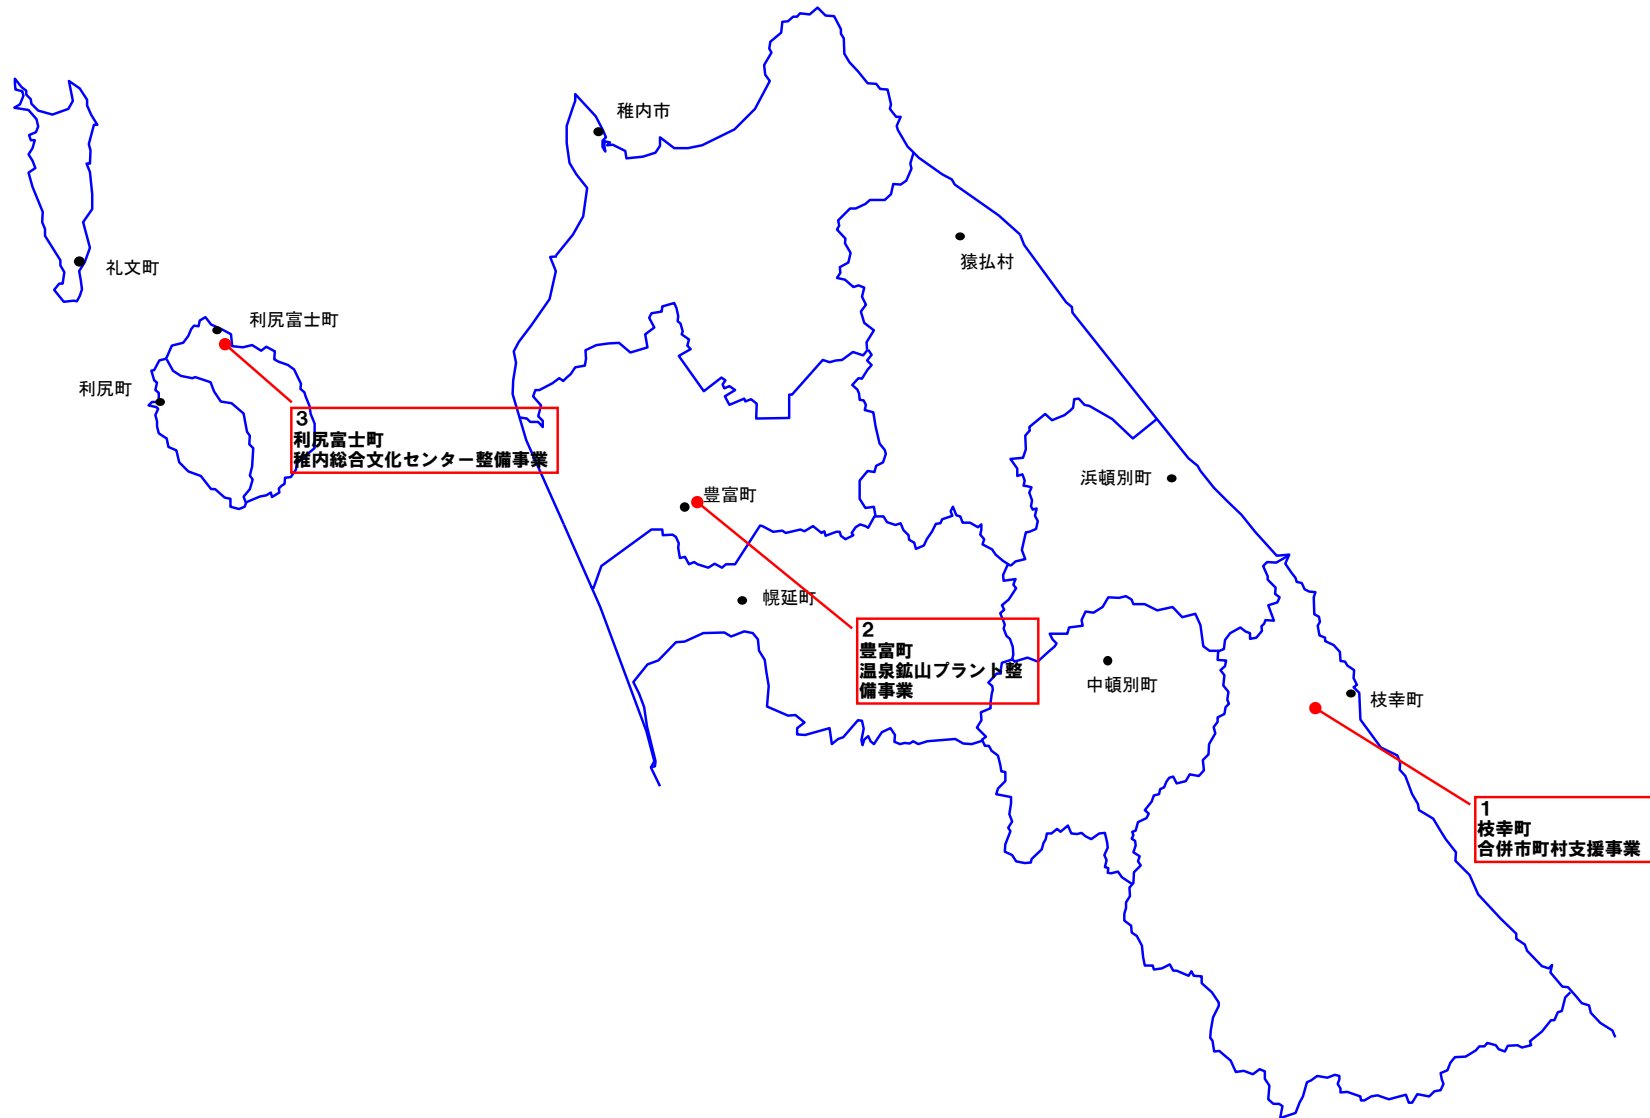 稚内市
猿払村
礼文町
利尻富士町
利尻町
3
利尻富士町
稚内総合文化センター整備事業
浜頓別町
豊富町
幌延町
2
豊富町
温泉鉱山プラント整
備事業
中頓別町
枝幸町
1
枝幸町
合併市町村支援事業